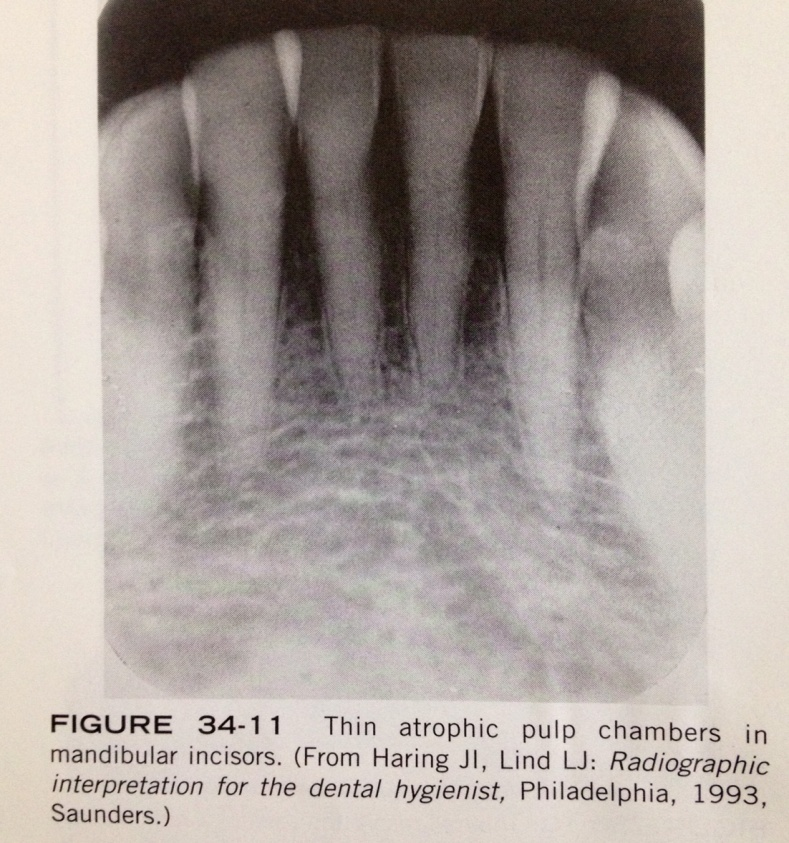 FIGURE 34-11 Thin atrophic pulp chambers in
mandibular incisors. (From Haring JI, Lind LJ: Radiographic
interpretation for the dental hygienist, Philadelphia, 1993,
Saunders.)